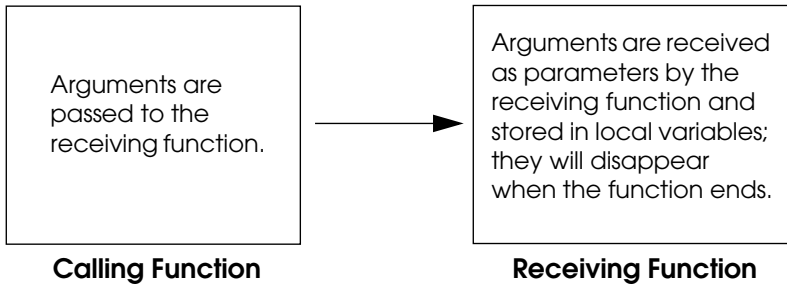 Arguments are
passed to the
receiving function.
Calling Function
Arguments are received
as parameters by the
receiving function and
stored in local variables;
they will disappear
when the function ends.
Receiving Function